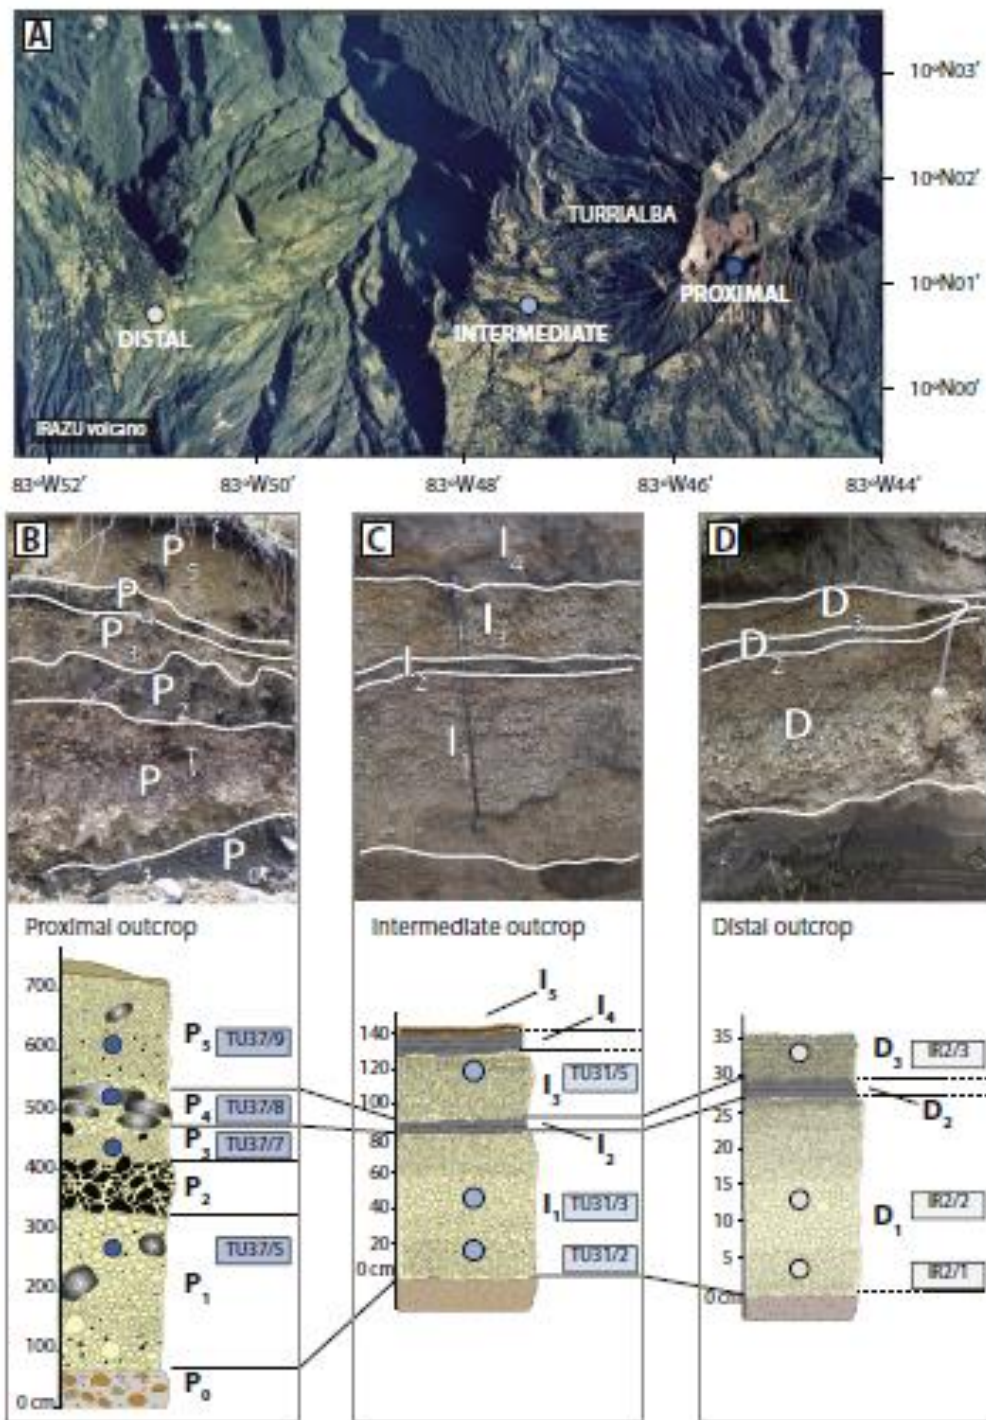 A
10°N03'
10°N02'
TURRIALBA
10°N01'
PROXIMAL
DISTAL
INTERMEDIATE
10°N00'
IRAZU volcano
83°W52'
83°W50'
83°W48'
83°W46'
83°W44'
B
P5
P
P3
P2
P1
P0
C
I4
I3
I2
I
D
D3
D2
D
Proximal outcrop
700
600
500
400
300
200
100
0 cm
P5
TU37/9
P4
TU37/8
P3
TU37/7
P2
TU37/5
P1
P0
Intermediate outcrop
I5
I4
140
120
100
80
60
40
20
0 cm
I3
TU31/5
I2
I1
TU31/3
TU31/2
Distal outcrop
35
30
25
20
15
10
5
0 cm
D3
IR2/3
D2
D1
IR2/2
IR2/1